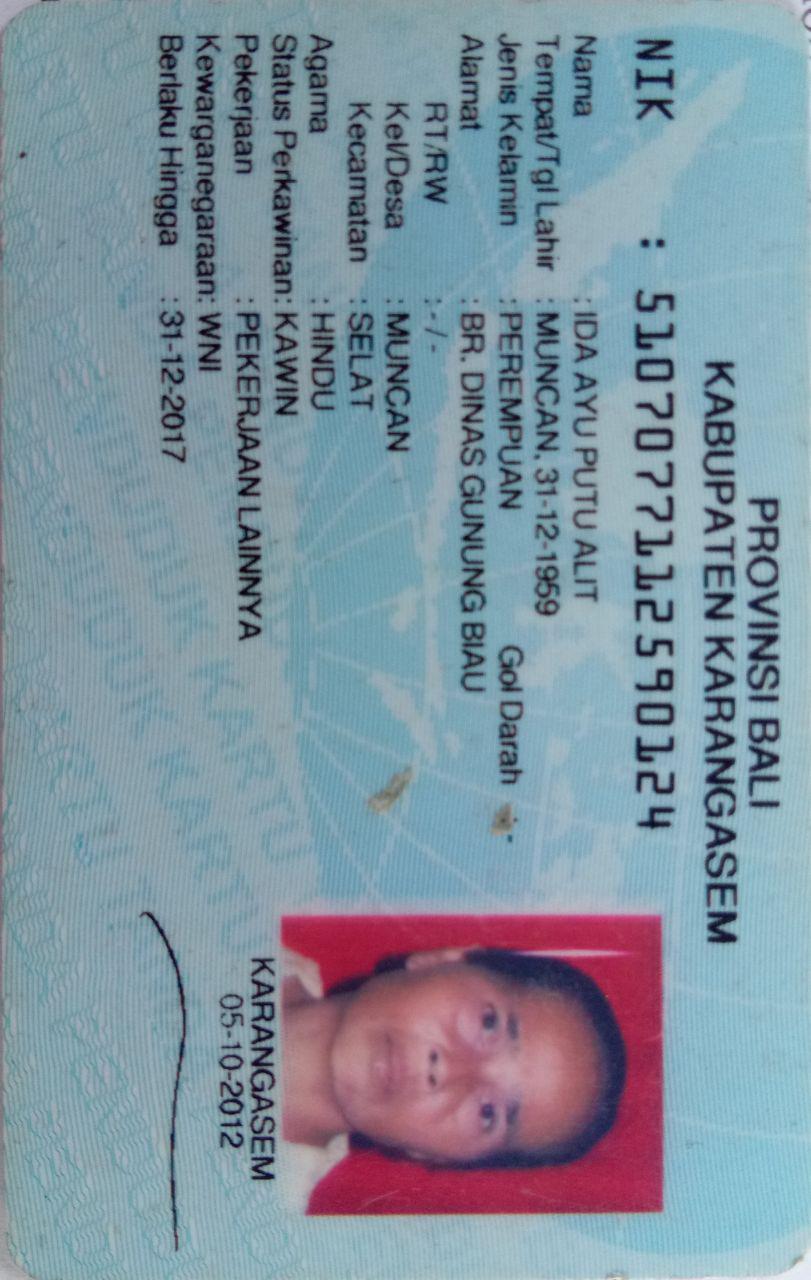 PROVINSI BALI
KABUPATEN KARANGASEM
NIK : 5107077112590124
Nama : IDA AYU PUTU ALIT
Tempat/Tgl Lahir : MUNCAN, 31-12-1959
Jenis Kelamin : PEREMPUAN Gol Darah : -
Alamat : BR. DINAS GUNUNG BIAU
RT/RW : - / -
Kel/Desa : MUNCAN
Kecamatan : SELAT
Agama : HINDU
Status Perkawinan : KAWIN
Pekerjaan : PEKERJAAN LAINNYA
Kewarganegaraan : WNI
Berlaku Hingga : 31-12-2017
KARANGASEM
05-10-2012